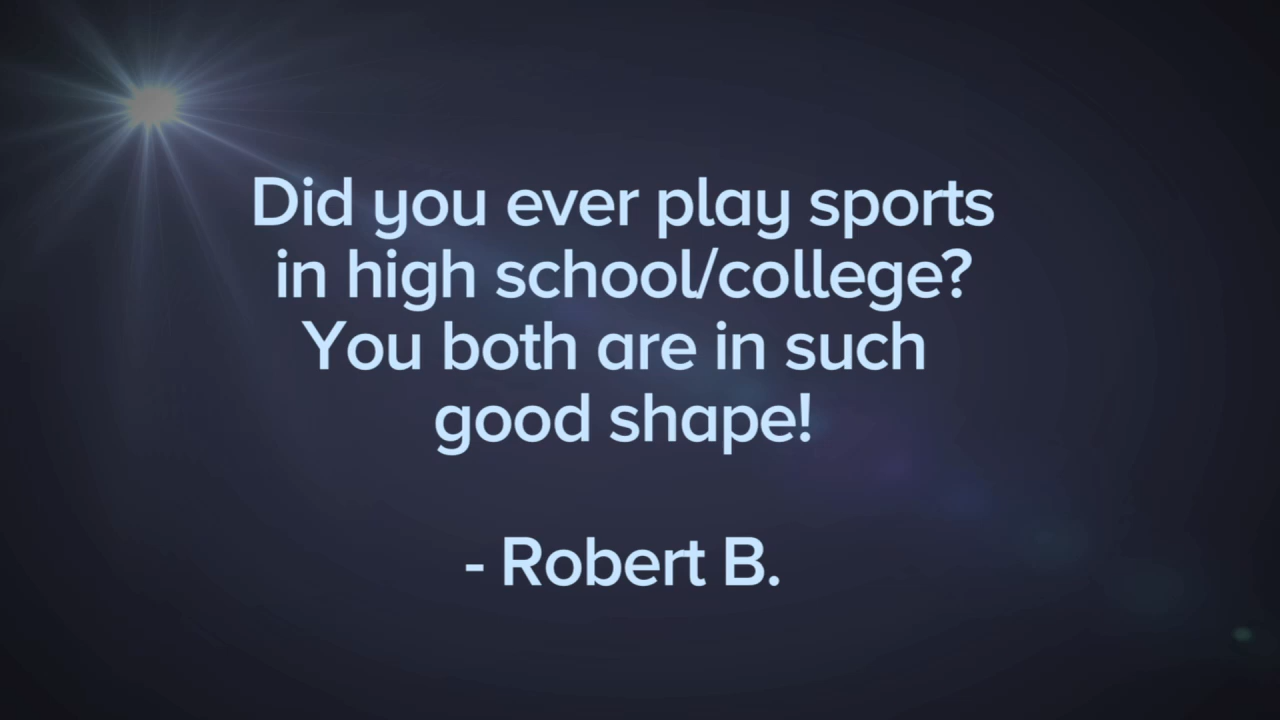 Did you ever play sports
in high school/college?
You both are in such
good shape!
- Robert B.